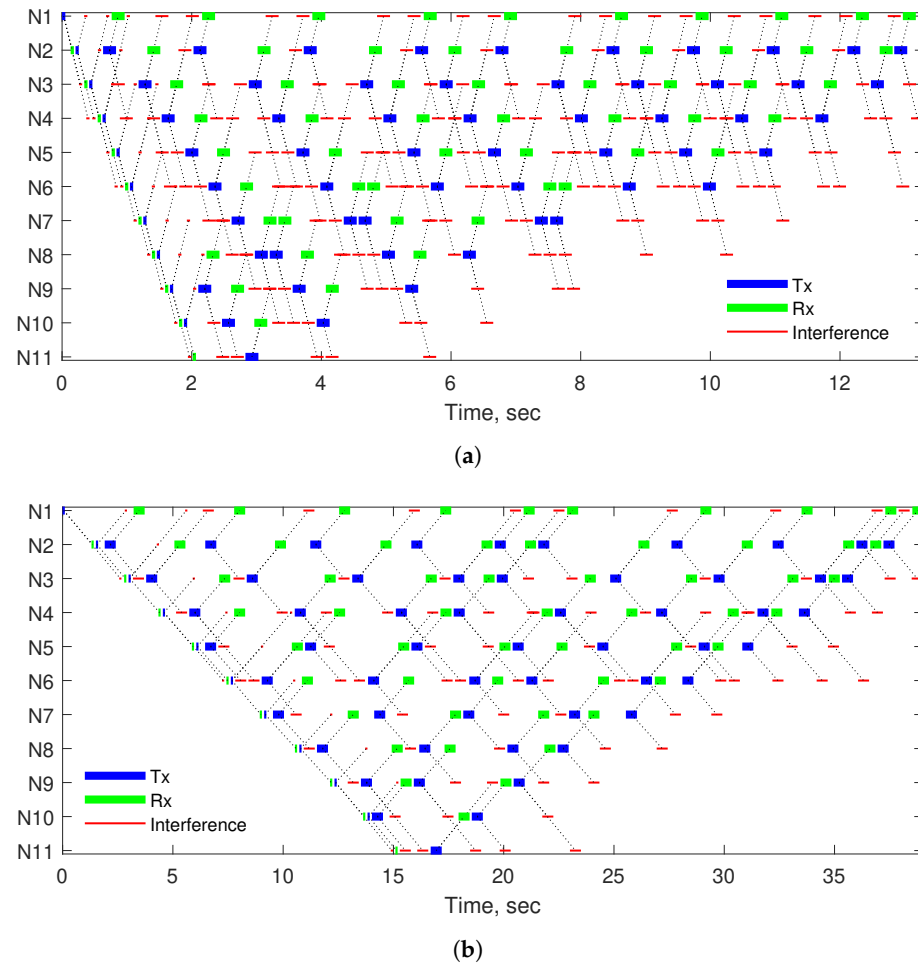 N1
N2
N3
N4
N5
N6
N7
N8
N9
N10
N11
Tx
Rx
Interference
0 2 4 6 8 10 12
Time, sec
(a)
N1
N2
N3
N4
N5
N6
N7
N8
N9
N10
N11
Tx
Rx
Interference
0 5 10 15 20 25 30 35
Time, sec
(b)